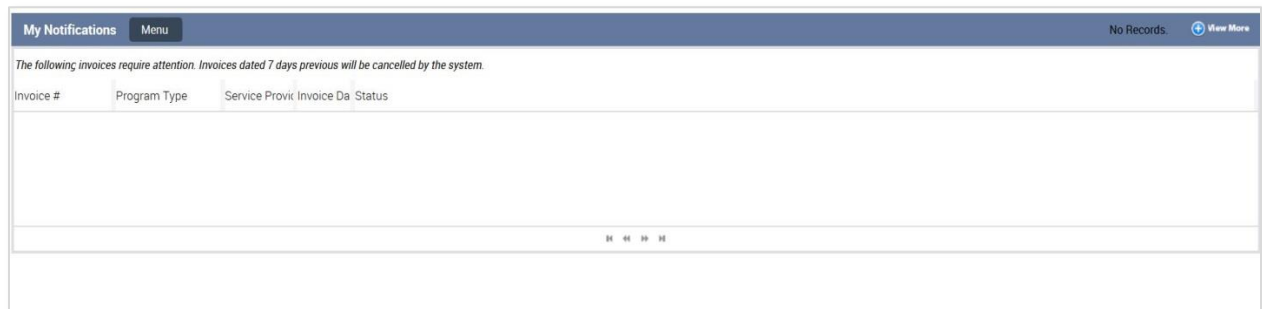 My Notifications Menu No Records. View More
The following invoices require attention. Invoices dated 7 days previous will be cancelled by the system.
Invoice # Program Type Service Provic Invoice Da Status